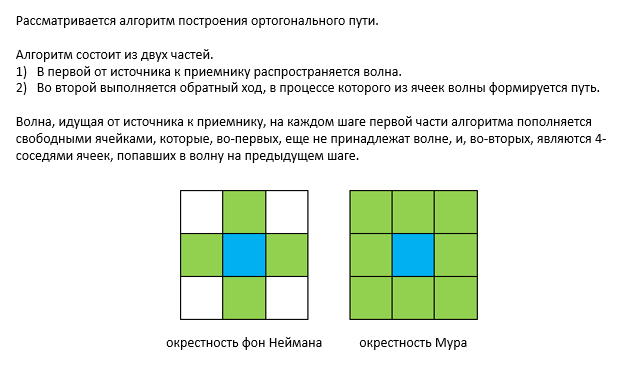 Рассматривается алгоритм построения ортогонального пути.
Алгоритм состоит из двух частей.
1) В первой от источника к приемнику распространяется волна.
2) Во второй выполняется обратный ход, в процессе которого из ячеек волны формируется путь.
Волна, идущая от источника к приемнику, на каждом шаге первой части алгоритма пополняется
свободными ячейками, которые, во-первых, еще не принадлежат волне, и, во-вторых, являются 4-
соседями ячеек, попавших в волну на предыдущем шаге.
окрестность фон Неймана окрестность Мура